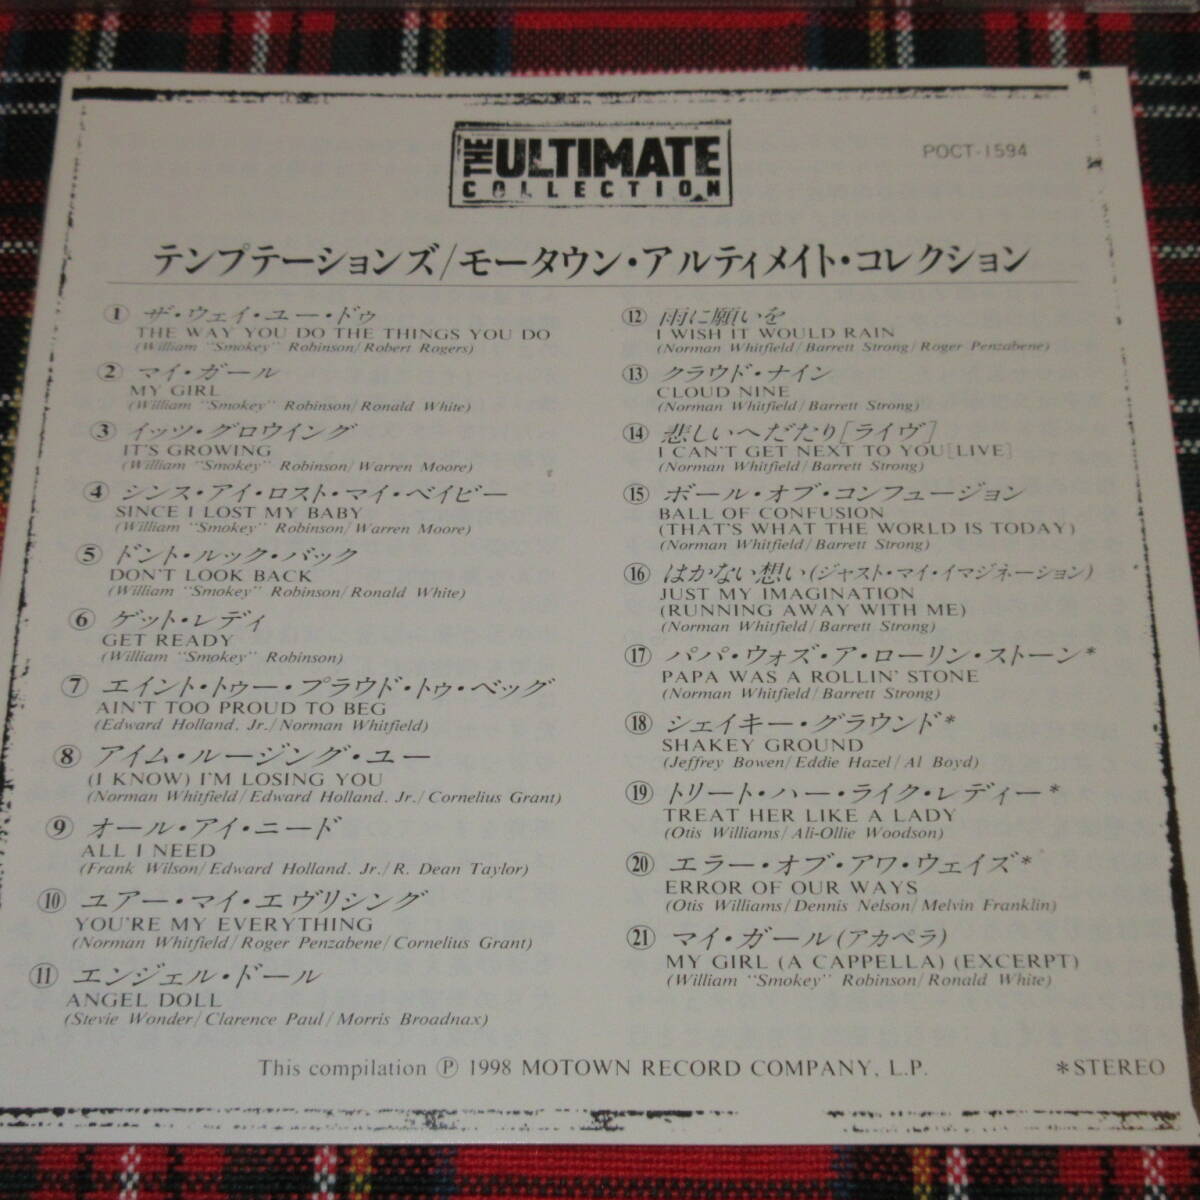 THE ULTIMATE
COLLECTION
POCT-1594
テンプテーションズ/モータウン・アルティメイト・コレクション
① ザ・ウェイ・ユー・ドゥ
THE WAY YOU DO THE THINGS YOU DO
(William "Smokey" Robinson/Robert Rogers)
② マイ・ガール
MY GIRL
(William "Smokey" Robinson/Ronald White)
③ イッツ・グロウイング
IT'S GROWING
(William "Smokey" Robinson/Warren Moore)
④ シンス・アイ・ロスト・マイ・ベイビー
SINCE I LOST MY BABY
(William "Smokey" Robinson/Warren Moore)
⑤ ドント・ルック・バック
DON'T LOOK BACK
(William "Smokey" Robinson/Ronald White)
⑥ ゲット・レディ
GET READY
(William "Smokey" Robinson)
⑦ エイント・トゥー・プラウド・トゥ・ベッグ
AIN'T TOO PROUD TO BEG
(Edward Holland, Jr./Norman Whitfield)
⑧ アイム・ルージング・ユー
(I KNOW) I'M LOSING YOU
(Norman Whitfield/Edward Holland, Jr./Cornelius Grant)
⑨ オール・アイ・ニード
ALL I NEED
(Frank Wilson/Edward Holland, Jr./R. Dean Taylor)
⑩ ユアー・マイ・エヴリシング
YOU'RE MY EVERYTHING
(Norman Whitfield/Roger Penzabene/Cornelius Grant)
⑪ エンジェル・ドール
ANGEL DOLL
(Stevie Wonder/Clarence Paul/Morris Broadnax)
⑫ 雨に願いを
I WISH IT WOULD RAIN
(Norman Whitfield/Barrett Strong/Roger Penzabene)
⑬ クラウド・ナイン
CLOUD NINE
(Norman Whitfield/Barrett Strong)
⑭ 悲しいへだたり[ライヴ]
I CAN'T GET NEXT TO YOU[LIVE]
(Norman Whitfield/Barrett Strong)
⑮ ボール・オブ・コンフュージョン
BALL OF CONFUSION
(THAT'S WHAT THE WORLD IS TODAY)
(Norman Whitfield/Barrett Strong)
⑯ はかない想い(ジャスト・マイ・イマジネーション)
JUST MY IMAGINATION
(RUNNING AWAY WITH ME)
(Norman Whitfield/Barrett Strong)
⑰ パパ・ウォズ・ア・ローリン・ストーン*
PAPA WAS A ROLLIN' STONE
(Norman Whitfield/Barrett Strong)
⑱ シェイキー・グラウンド*
SHAKEY GROUND
(Jeffrey Bowen/Eddie Hazel/Al Boyd)
⑲ トリート・ハー・ライク・レディー*
TREAT HER LIKE A LADY
(Otis Williams/Ali-Ollie Woodson)
⑳ エラー・オブ・アワ・ウェイズ*
ERROR OF OUR WAYS
(Otis Williams/Dennis Nelson/Melvin Franklin)
㉑ マイ・ガール(アカペラ)
MY GIRL (A CAPPELLA) (EXCERPT)
(William "Smokey" Robinson/Ronald White)
This compilation Ⓟ 1998 MOTOWN RECORD COMPANY, L.P.
*STEREO